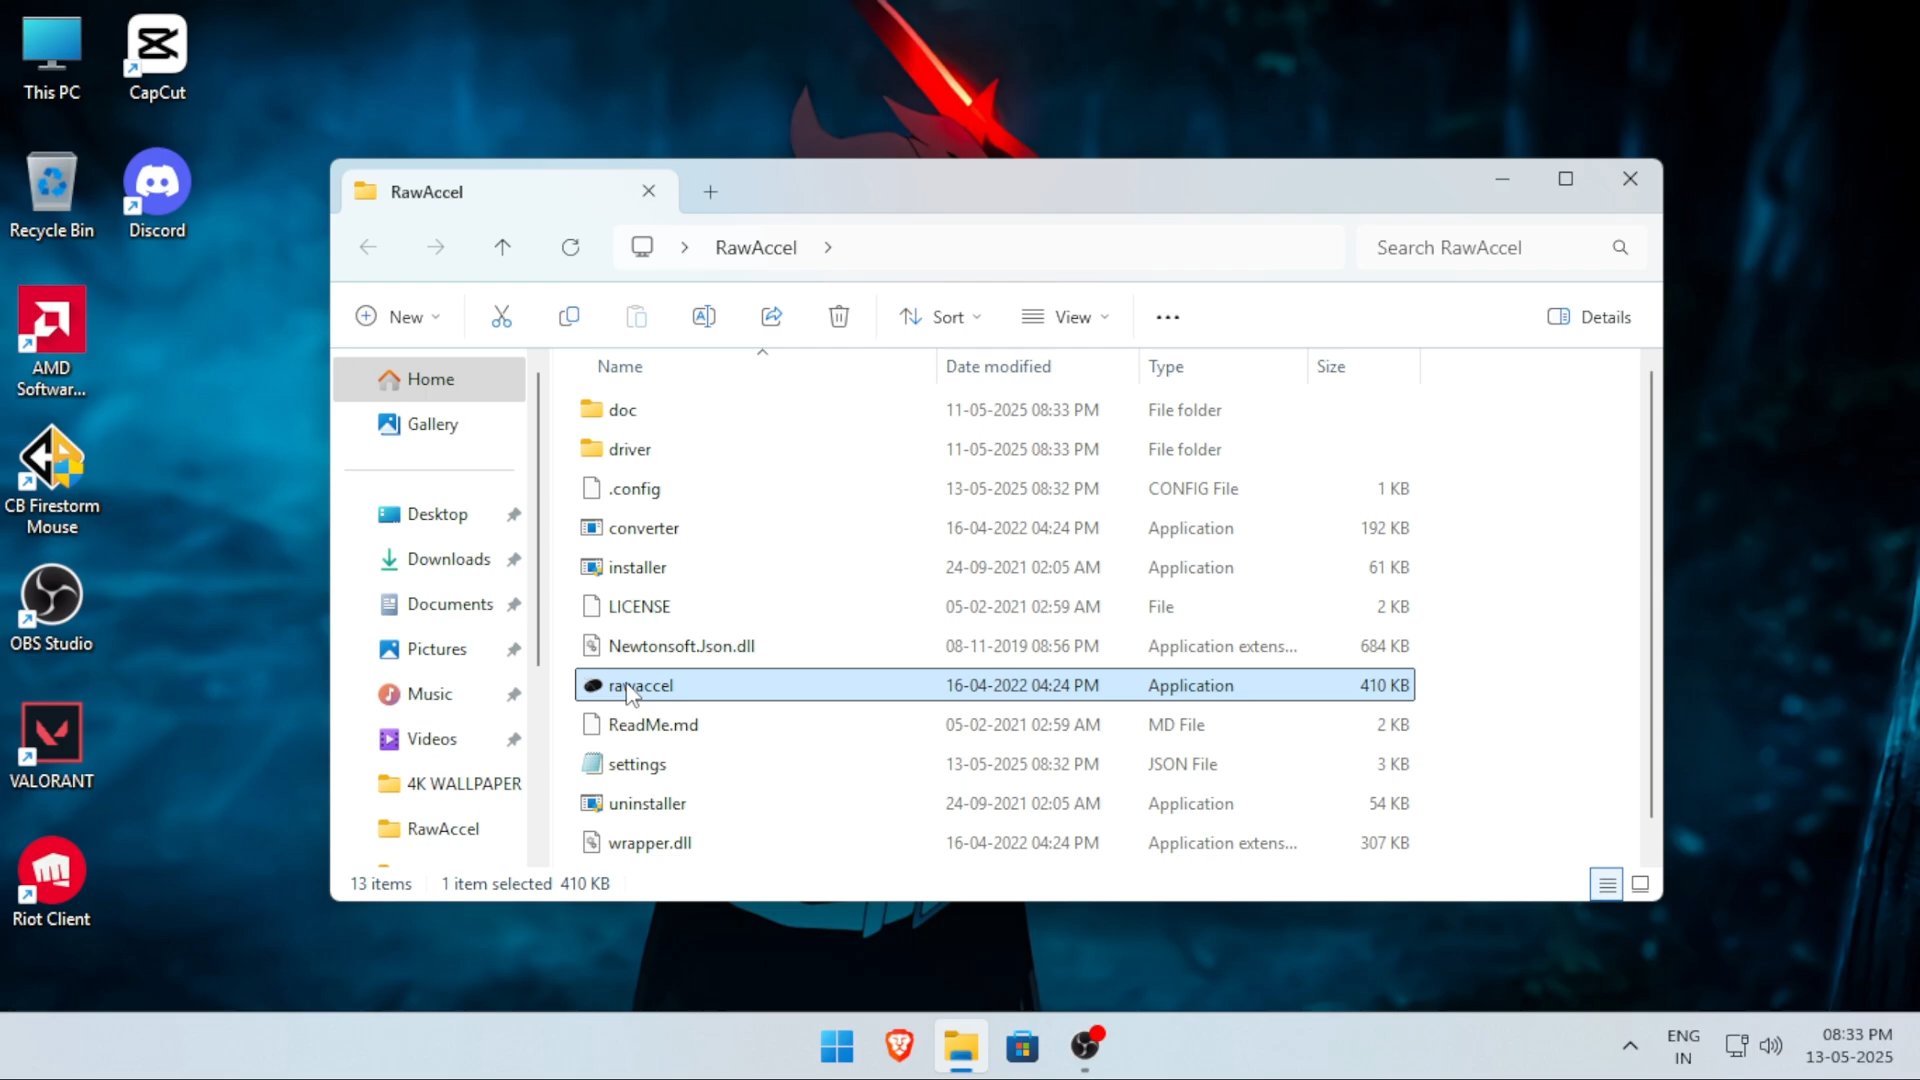 This PC
CapCut
Recycle Bin
Discord
AMD
Softwar...
CB Firestorm
Mouse
OBS Studio
VALORANT
Riot Client
RawAccel
RawAccel
Search RawAccel
New
Sort
View
Details
Home
Gallery
Desktop
Downloads
Documents
Pictures
Music
Videos
4K WALLPAPER
RawAccel
Name Date modified Type Size
doc 11-05-2025 08:33 PM File folder
driver 11-05-2025 08:33 PM File folder
.config 13-05-2025 08:32 PM CONFIG File 1 KB
converter 16-04-2022 04:24 PM Application 192 KB
installer 24-09-2021 02:05 AM Application 61 KB
LICENSE 05-02-2021 02:59 AM File 2 KB
Newtonsoft.Json.dll 08-11-2019 08:56 PM Application extens... 684 KB
rawaccel 16-04-2022 04:24 PM Application 410 KB
ReadMe.md 05-02-2021 02:59 AM MD File 2 KB
settings 13-05-2025 08:32 PM JSON File 3 KB
uninstaller 24-09-2021 02:05 AM Application 54 KB
wrapper.dll 16-04-2022 04:24 PM Application extens... 307 KB
13 items 1 item selected 410 KB
ENG
IN
08:33 PM
13-05-2025